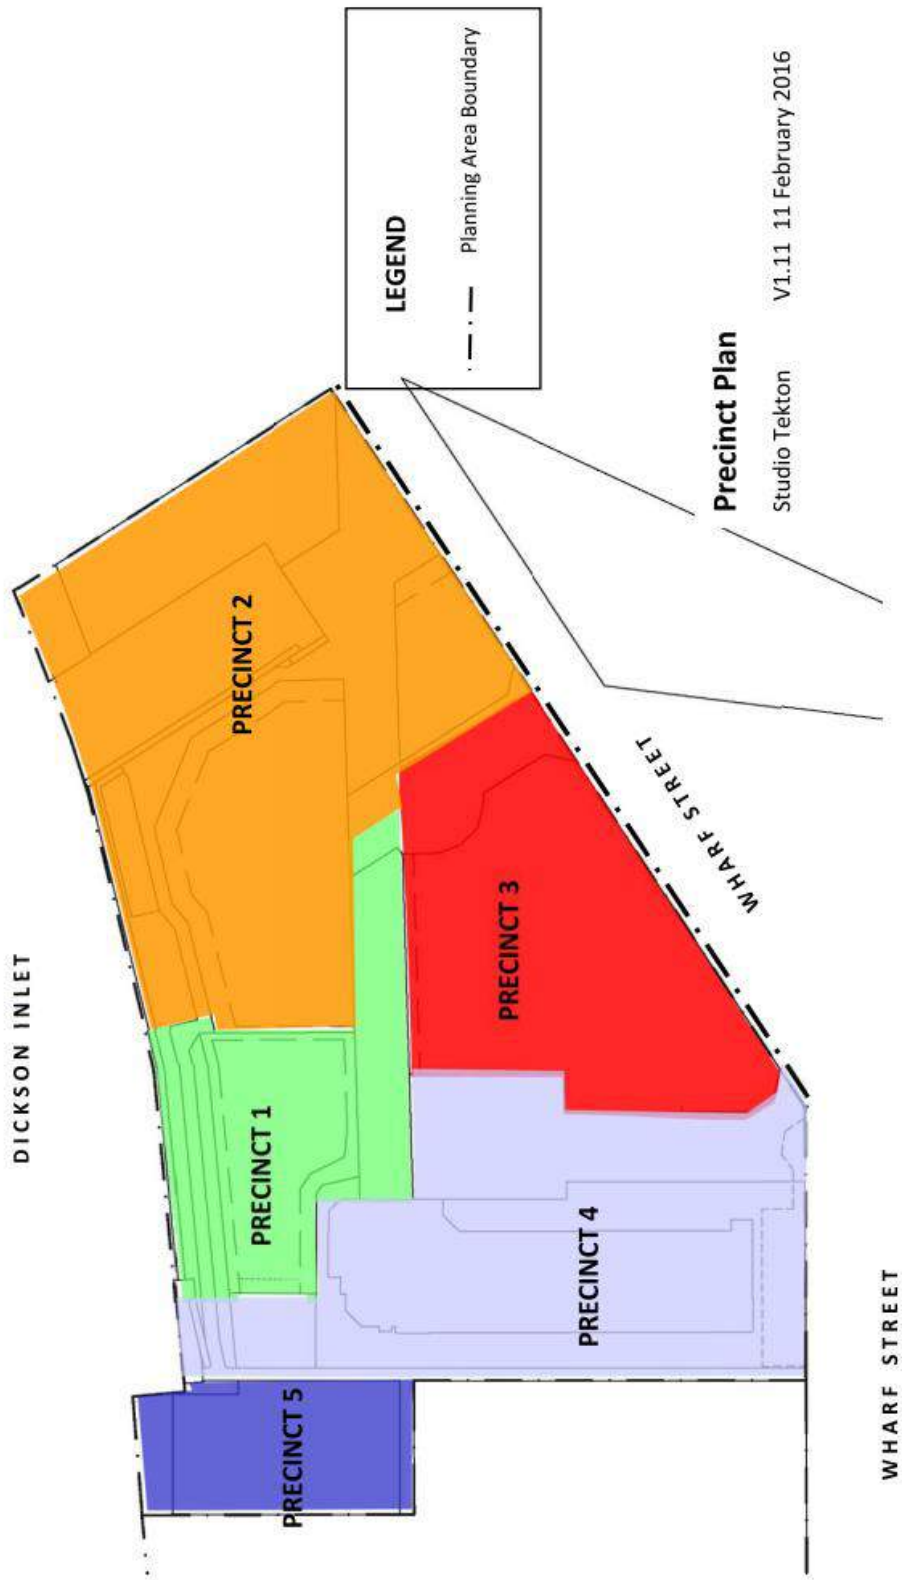 DICKSON INLET
PRECINCT 5
PRECINCT 1
PRECINCT 2
PRECINCT 4
PRECINCT 3
WHARF STREET
WHARF STREET
LEGEND
Planning Area Boundary
Precinct Plan
Studio Tekton V1.11 11 February 2016